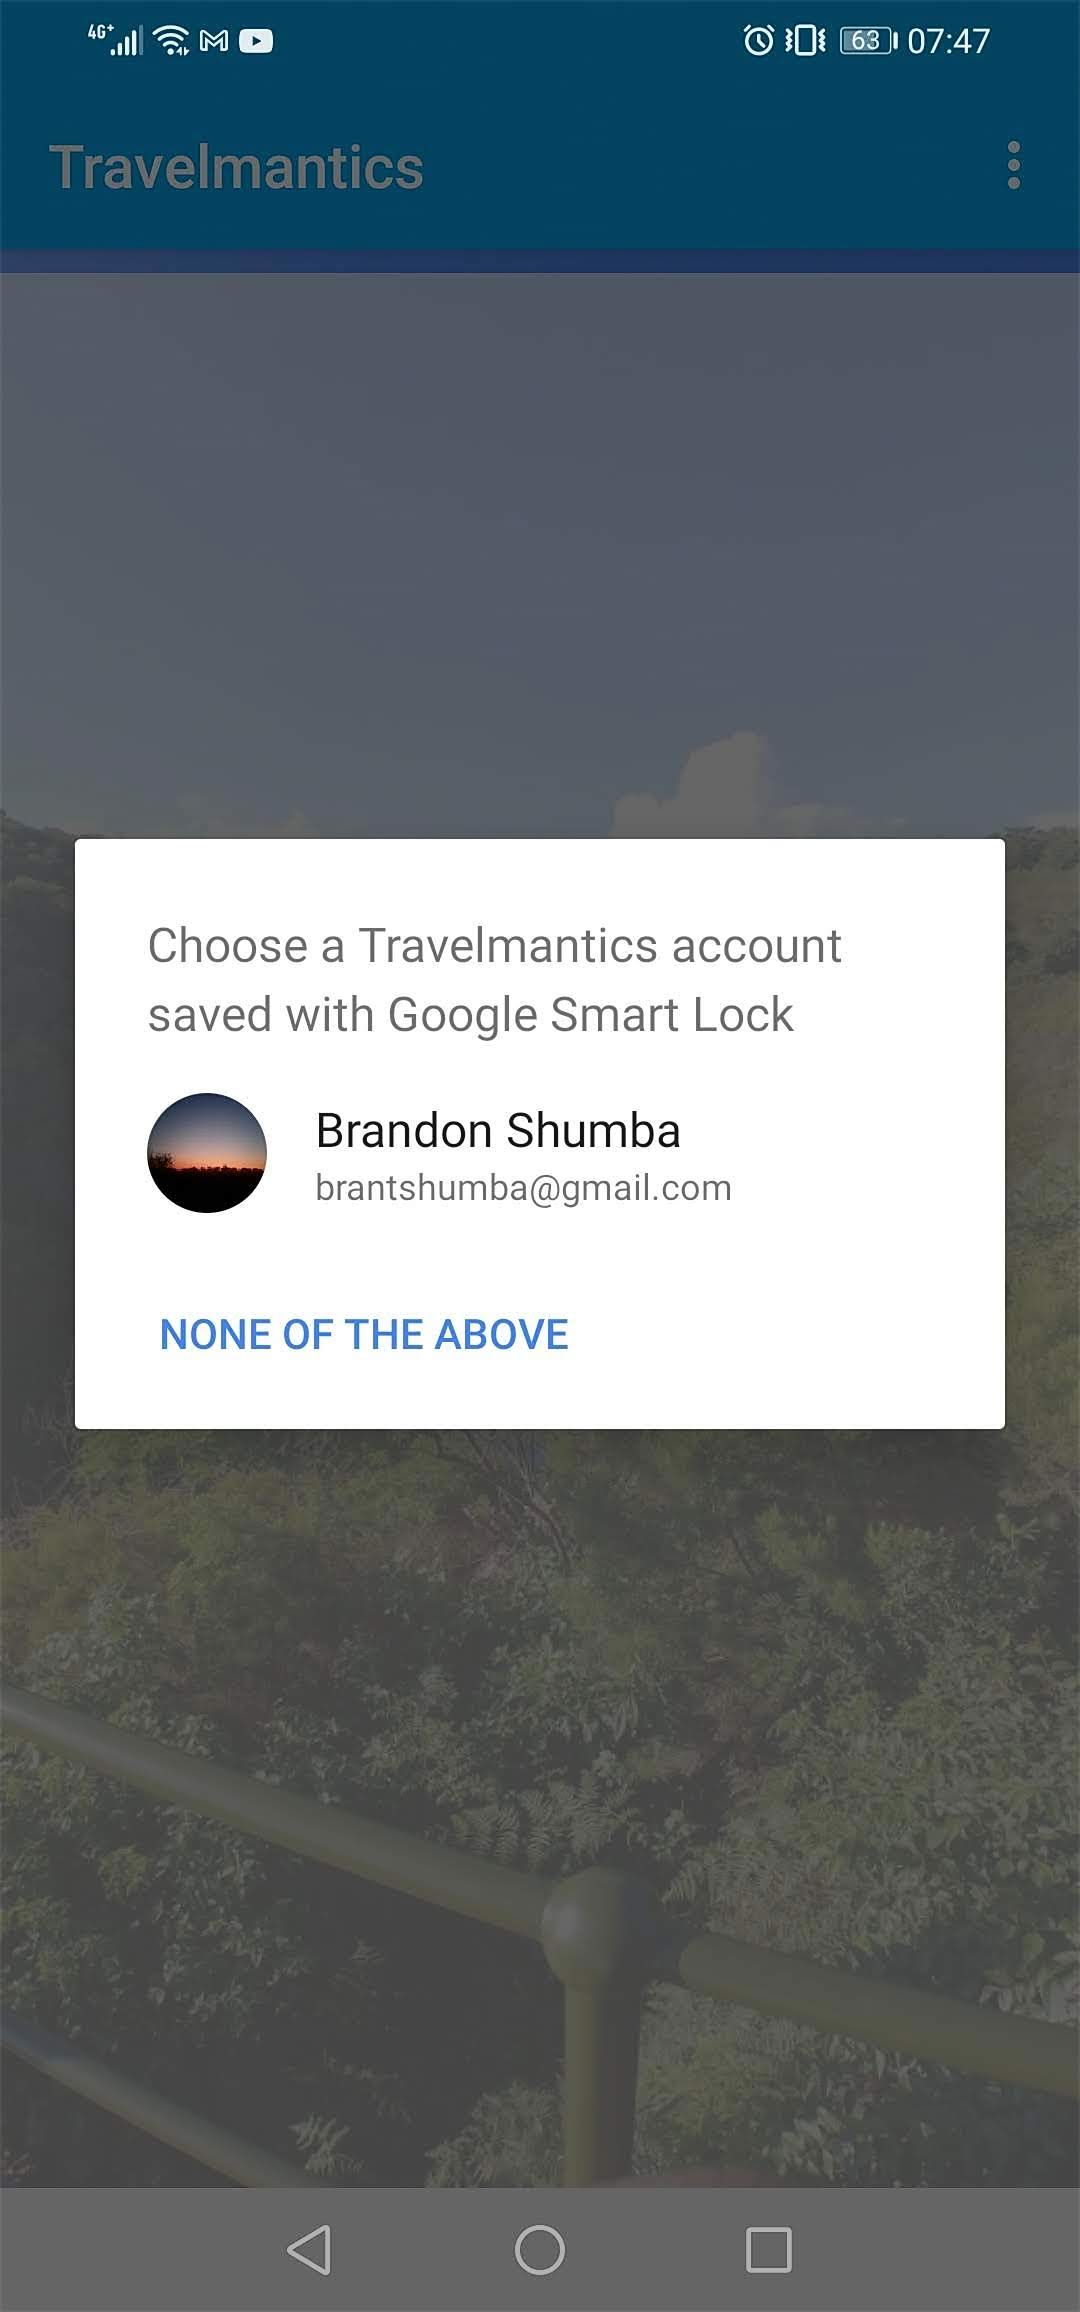 4G+ 63 07:47
Travelmantics
Choose a Travelmantics account
saved with Google Smart Lock
Brandon Shumba
brantshumba@gmail.com
NONE OF THE ABOVE